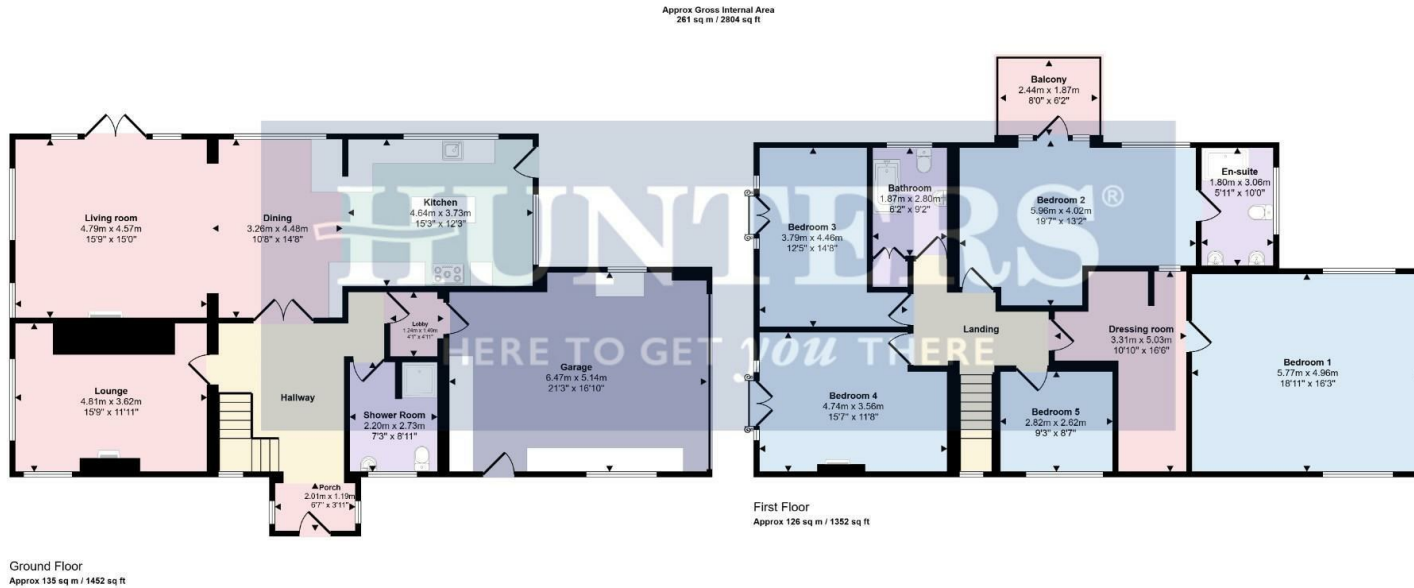 Approx Gross Internal Area
261 sq m / 2804 sq ft
Balcony
2.44m x 1.87m
8'0" x 6'2"
Living room
4.79m x 4.57m
15'9" x 15'0"
Dining
3.26m x 4.48m
10'8" x 14'8"
Kitchen
4.64m x 3.73m
15'3" x 12'3"
Lounge
4.81m x 3.62m
15'9" x 11'11"
Hallway
Lobby
1.24m x 1.49m
4'1" x 4'11"
Shower Room
2.20m x 2.73m
7'3" x 8'11"
Garage
6.47m x 5.14m
21'3" x 16'10"
Porch
2.01m x 1.19m
6'7" x 3'11"
Bedroom 3
3.79m x 4.46m
12'5" x 14'8"
Bathroom
1.87m x 2.80m
6'2" x 9'2"
Bedroom 2
5.96m x 4.02m
19'7" x 13'2"
En-suite
1.80m x 3.06m
5'11" x 10'0"
Landing
Dressing room
3.31m x 5.03m
10'10" x 16'6"
Bedroom 1
5.77m x 4.96m
18'11" x 16'3"
Bedroom 4
4.74m x 3.56m
15'7" x 11'8"
Bedroom 5
2.82m x 2.62m
9'3" x 8'7"
HUNTERS®
HERE TO GET you THERE
Ground Floor
Approx 135 sq m / 1452 sq ft
First Floor
Approx 126 sq m / 1352 sq ft